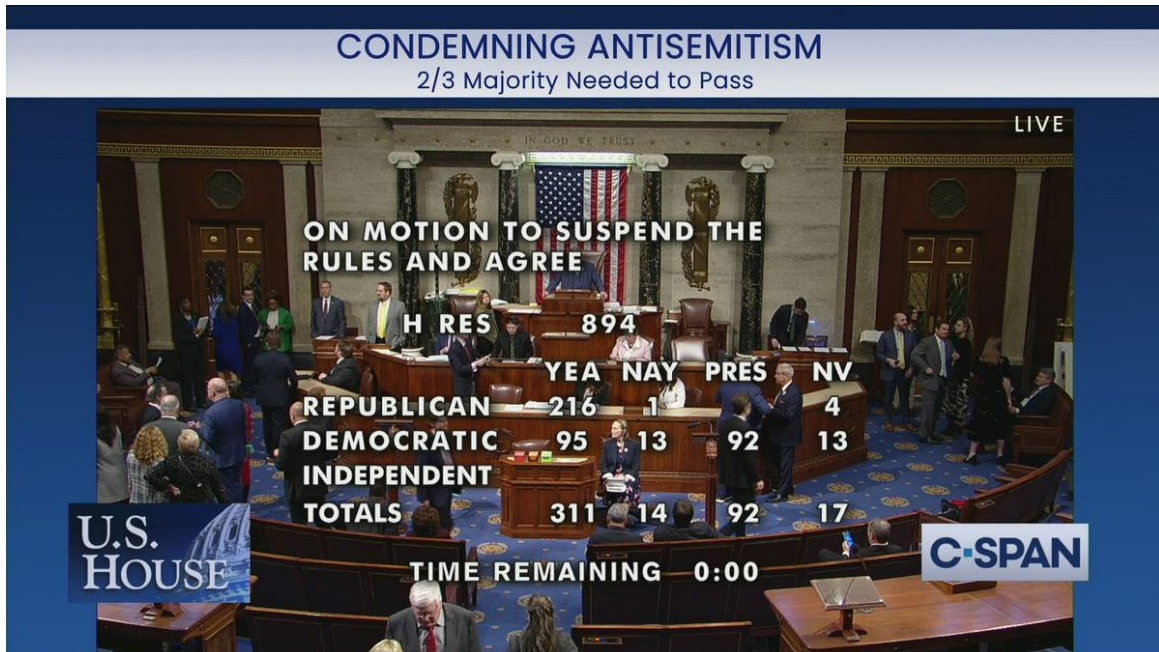 CONDEMNING ANTISEMITISM
2/3 Majority Needed to Pass
LIVE
IN GOD WE TRUST
ON MOTION TO SUSPEND THE
RULES AND AGREE
H RES 894
YEA NAY PRES NV
REPUBLICAN 216 1 4
DEMOCRATIC 95 13 92 13
INDEPENDENT
TOTALS 311 14 92 17
TIME REMAINING 0:00
U.S.
HOUSE
C-SPAN